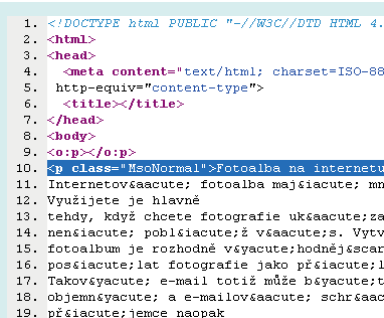 1. <!DOCTYPE html PUBLIC "-//W3C//DTD HTML 4.
2. <html>
3. <head>
4. <meta content="text/html; charset=ISO-88
5. http-equiv="content-type">
6. <title></title>
7. </head>
8. <body>
9. <o:p></o:p>
10. <p class="MsoNormal">Fotoalba na internetu
11. Internetov&aacute; fotoalba maj&iacute; mn
12. Využijete je hlavně
13. tehdy, když chcete fotografie uk&aacute;za
14. nen&iacute; pobl&iacute;ž v&aacute;s. Vytv
15. fotoalbum je rozhodně v&yacute;hodněj&scar
16. pos&iacute;lat fotografie jako př&iacute;l
17. Takov&yacute; e-mail totiž může b&yacute;t
18. objemn&yacute; a e-mailov&aacute; schr&aac
19. př&iacute;jemce naopak